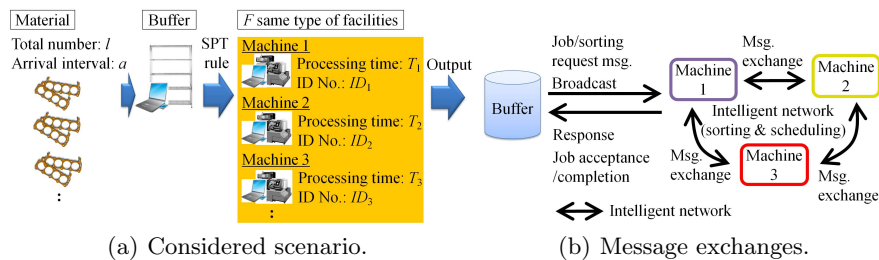 Material
Total number: l
Arrival interval: a
:
Buffer
SPT
rule
F same type of facilities
Machine 1
Processing time: T1
ID No.: ID1
Machine 2
Processing time: T2
ID No.: ID2
Machine 3
Processing time: T3
ID No.: ID3
:
Output
(a) Considered scenario.
Buffer
Job/sorting
request msg.
Broadcast
Response
Job acceptance
/completion
Machine
1
Msg.
exchange
Machine
2
Intelligent network
(sorting & scheduling)
Msg.
exchange
Machine
3
Msg.
exchange
Intelligent network
(b) Message exchanges.